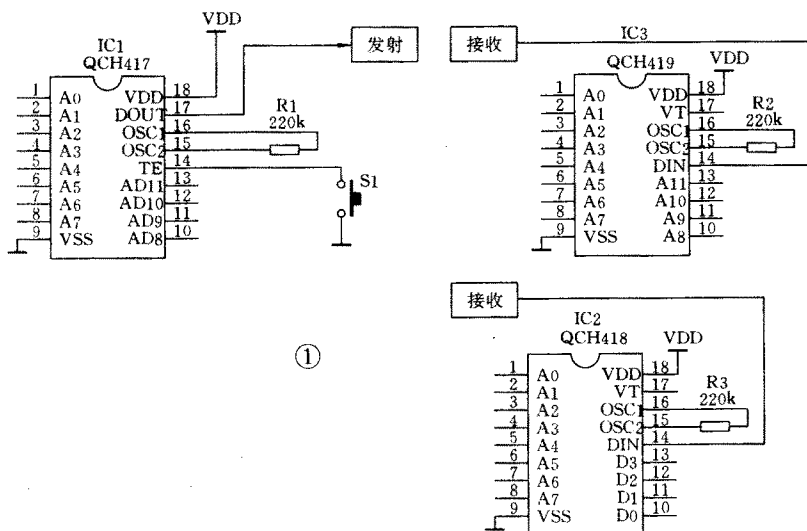 VDD
IC1
QCH417
发射
1 A0 VDD 18
2 A1 DOUT 17
3 A2 OSC1 16
4 A3 OSC2 15
5 A4 TE 14
6 A5 AD11 13
7 A6 AD10 12
8 A7 AD9 11
9 VSS AD8 10
R1
220k
S1
接收
IC3
QCH419
VDD
1 A0 VDD 18
2 A1 VT 17
3 A2 OSC1 16
4 A3 OSC2 15
5 A4 DIN 14
6 A5 A11 13
7 A6 A10 12
8 A7 A9 11
9 VSS A8 10
R2
220k
接收
IC2
QCH418
VDD
1 A0 VDD 18
2 A1 VT 17
3 A2 OSC1 16
4 A3 OSC2 15
5 A4 DIN 14
6 A5 D3 13
7 A6 D2 12
8 A7 D1 11
9 VSS D0 10
R3
220k
①